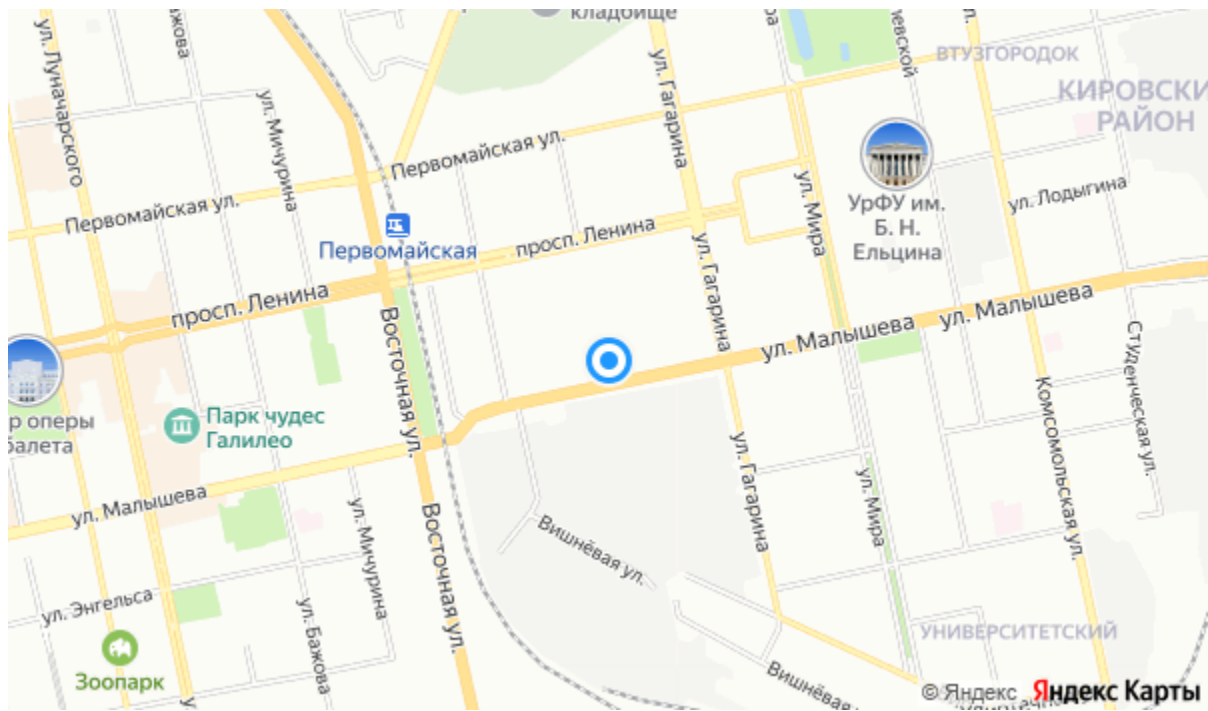 кладбище
ул. Луначарского
Бажова
ул. Мичурина
ул. Гагарина
ВТУЗГОРОДОК
КИРОВСКИ
РАЙОН
Первомайская ул.
Первомайская ул.
Первомайская
просп. Ленина
просп. Ленина
ул. Гагарина
ул. Мира
УрФУ им.
Б. Н.
Ельцина
ул. Лодыгина
ул. Малышева
ул. Малышева
Восточная ул.
Студенческая ул.
р оперы
балета
Парк чудес
Галилео
ул. Малышева
ул. Мичурина
Восточная ул.
Вишнёвая ул.
ул. Гагарина
ул. Мира
Комсомольская ул.
ул. Энгельса
ул. Бажова
Зоопарк
УНИВЕРСИТЕТСКИЙ
Вишнёвая ул.
© Яндекс Яндекс Карты